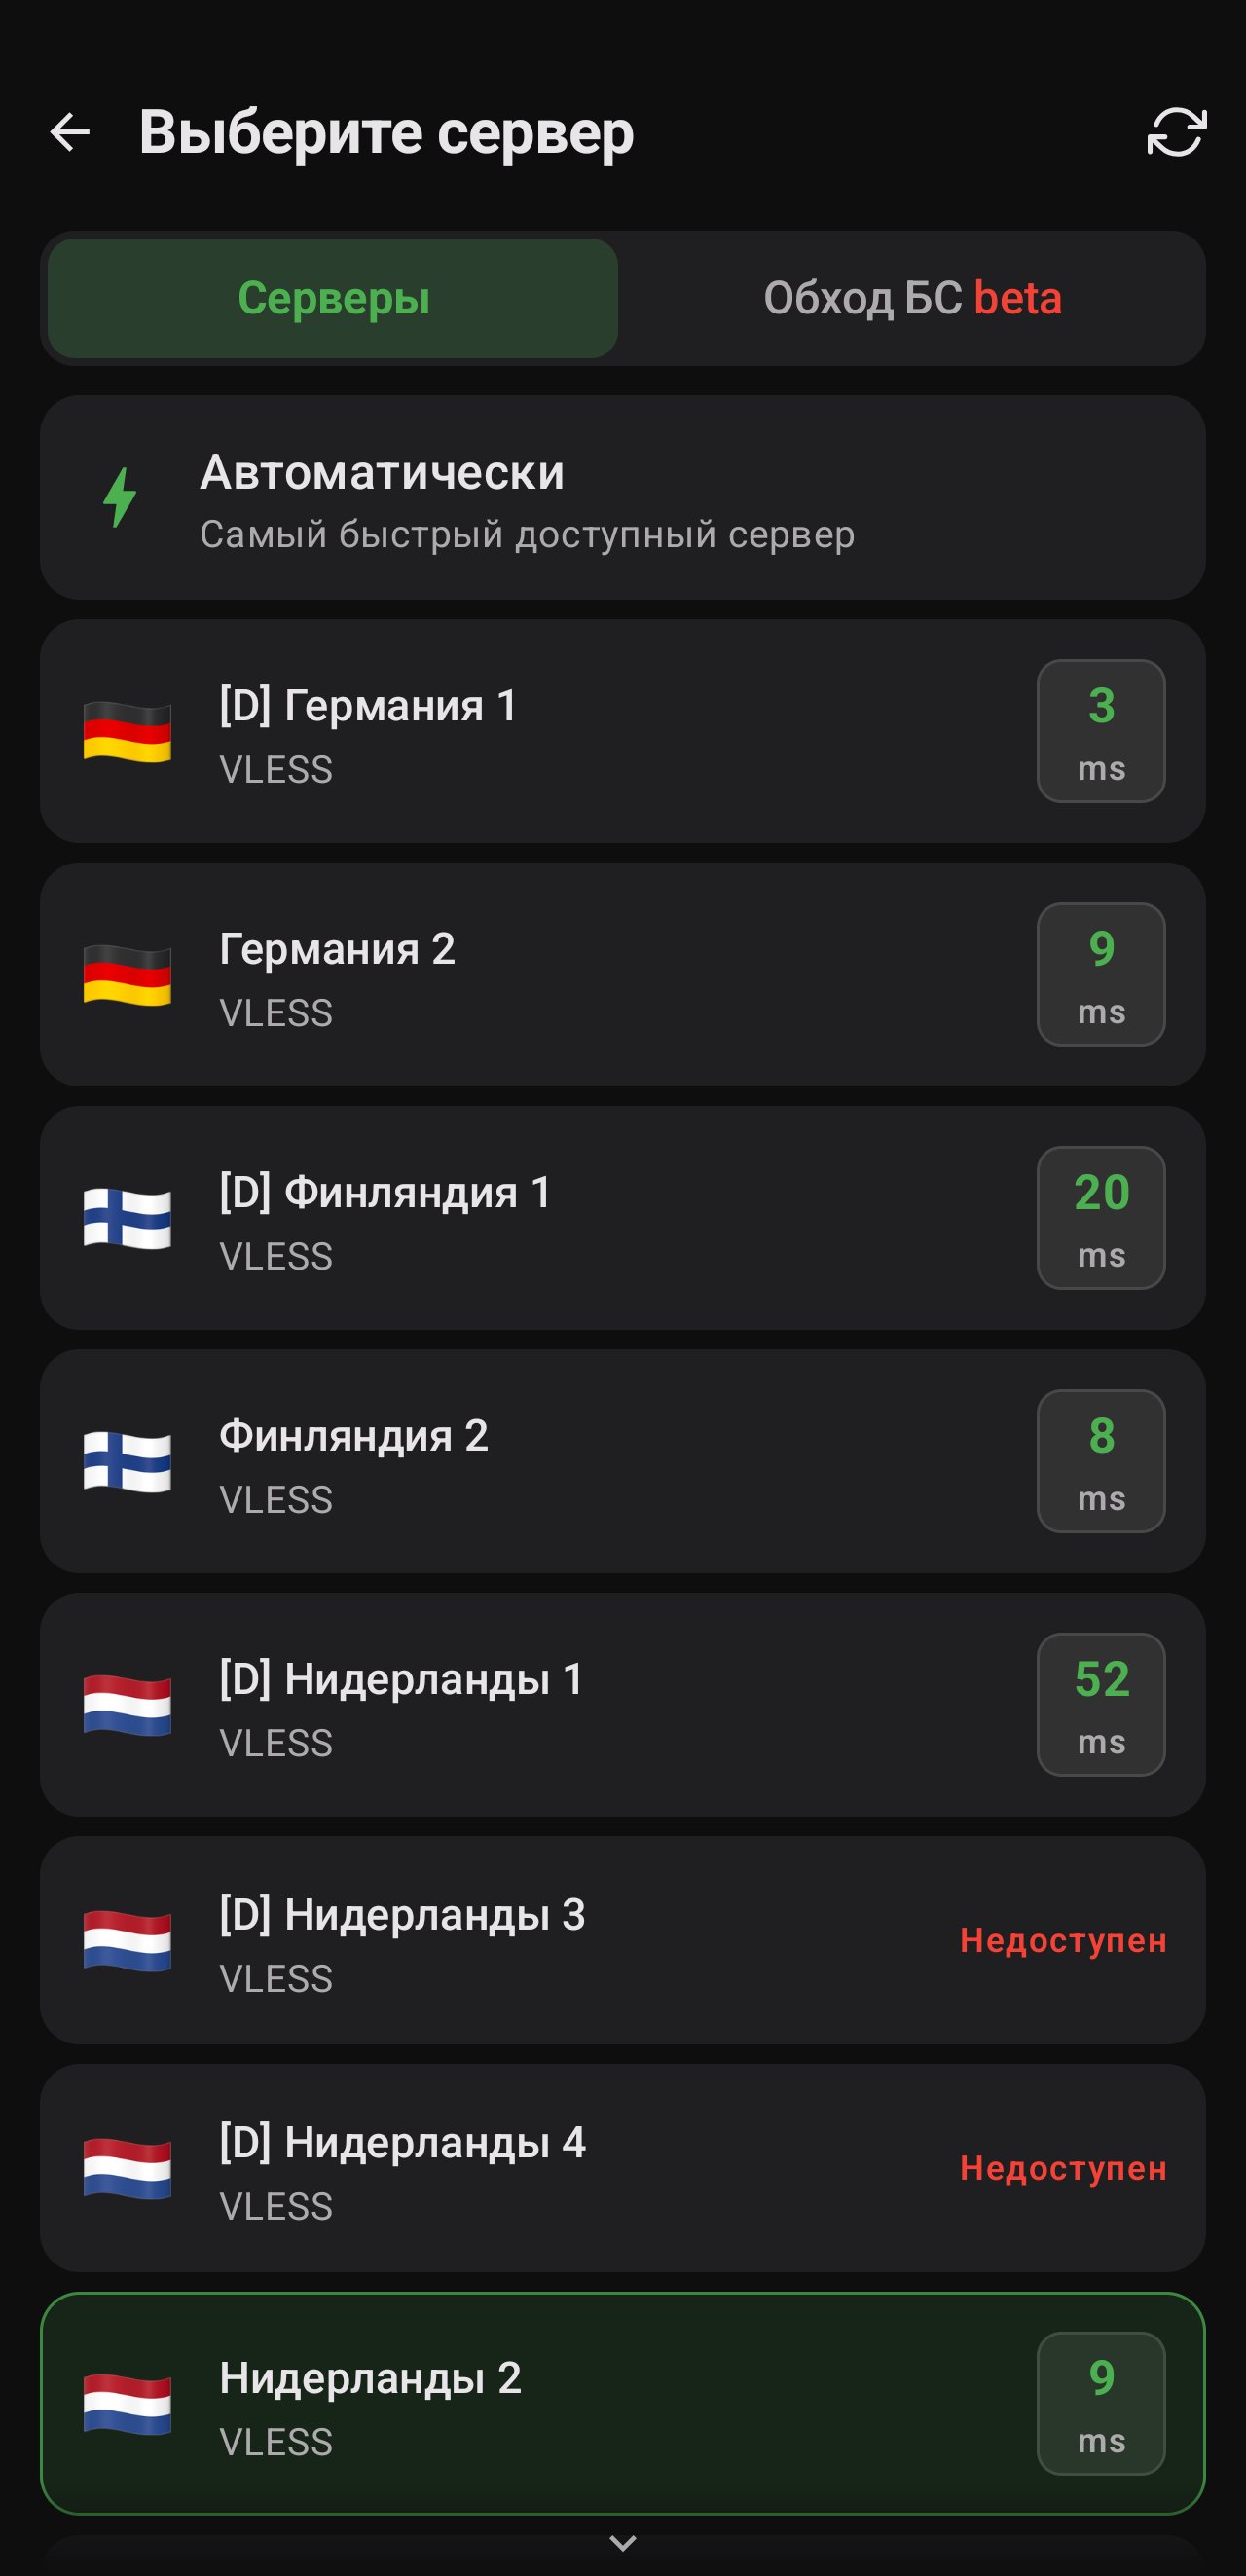 Выберите сервер
Серверы
Обход БС beta
Автоматически
Самый быстрый доступный сервер
[D] Германия 1
VLESS
3
ms
Германия 2
VLESS
9
ms
[D] Финляндия 1
VLESS
20
ms
Финляндия 2
VLESS
8
ms
[D] Нидерланды 1
VLESS
52
ms
[D] Нидерланды 3
VLESS
Недоступен
[D] Нидерланды 4
VLESS
Недоступен
Нидерланды 2
VLESS
9
ms